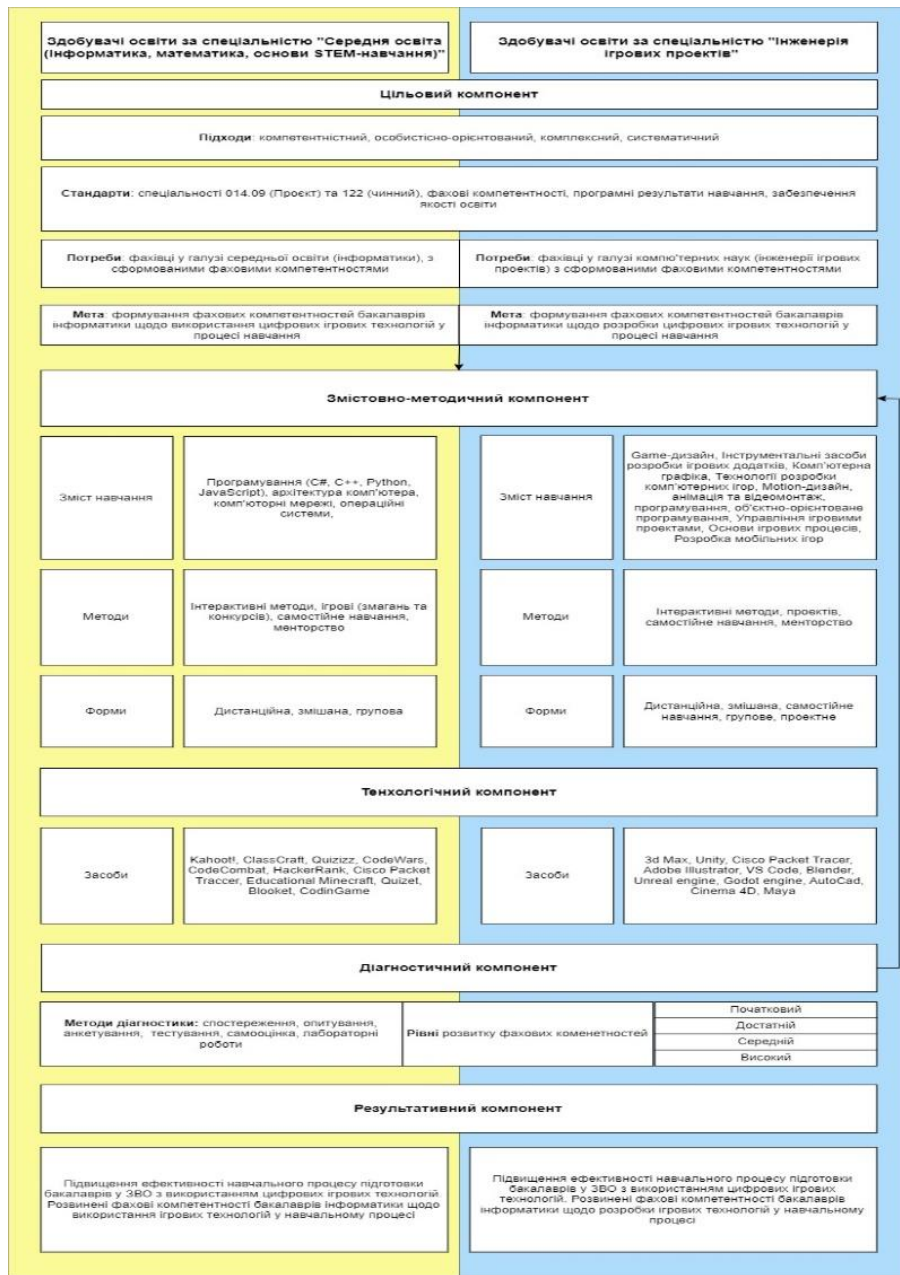 Здобувачі освіти за спеціальністю "Середня освіта
(Інформатика, математика, основи STEM-навчання)"
Здобувачі освіти за спеціальністю "Інженерія
ігрових проектів"
Цільовий компонент
Підходи: компетентністний, особистісно-орієнтований, комплексний, систематичний
Стандарти: спеціальності 014.09 (Проєкт) та 122 (чинний), фахові компетентності, програмні результати навчання, забезпечення
якості освіти
Потреби: фахівці у галузі середньої освіти (інформатики), з
сформованими фаховими компетентностями
Потреби: фахівці у галузі компю'терних наук (інженерії ігрових
проектів) з сформованими фаховими компетентностями
Мета: формування фахових компетентностей бакалаврів
інформатики щодо використання цифрових ігрових технологій у
процесі навчання
Мета: формування фахових компетентностей бакалаврів
інформатики щодо розробки цифрових ігрових технологій у
процесі навчання
Змістовно-методичний компонент
Зміст навчання
Програмування (C#, C++, Python,
JavaScript), архітектура комп'ютера,
комп'юторні мережі, операційні
системи,
Зміст навчання
Game-дизайн, Інструментальні засоби
розробки ігрових додатків, Комп'ютерна
графіка, Технології розробки
комп'ютерних ігор, Motion-дизайн,
анімація та відеомонтаж,
програмування, об'єктно-орієнтоване
програмування, Управління ігровими
проектами, Основи ігрових процесів,
Розробка мобільних ігор
Методи
Інтерактивні методи, ігрові (змагань та
конкурсів), самостійне навчання,
менторство
Методи
Інтерактивні методи, проектів,
самостійне навчання, менторство
Форми
Дистанційна, змішана, групова
Форми
Дистанційна, змішана, самостійне
навчання, групове, проектне
Тенхологічний компонент
Засоби
Kahoot!, ClassCraft, Quizizz, CodeWars,
CodeCombat, HackerRank, Cisco Packet
Traccer, Educational Minecraft, Quizet,
Blooket, CodinGame
Засоби
3d Max, Unity, Cisco Packet Tracer,
Adobe Illustrator, VS Code, Blender,
Unreal engine, Godot engine, AutoCad,
Cinema 4D, Maya
Діагностичний компонент
Методи діагностики: спостереження, опитування,
анкетування, тестування, самооцінка, лабораторні
роботи
Рівні розвитку фахових коменетностей
Початковий
Достатній
Середній
Високий
Результативний компонент
Підвищення ефективності навчального процесу підготовки
бакалаврів у ЗВО з використанням цифрових ігрових технологій.
Розвинені фахові компетентності бакалаврів інформатики щодо
використання ігрових технологій у навчальному процесі
Підвищення ефективності навчального процесу підготовки
бакалаврів у ЗВО з використанням цифрових ігрових
технологій. Розвинені фахові компетентності бакалаврів
інформатики щодо розробки ігрових технологій у навчальному
процесі